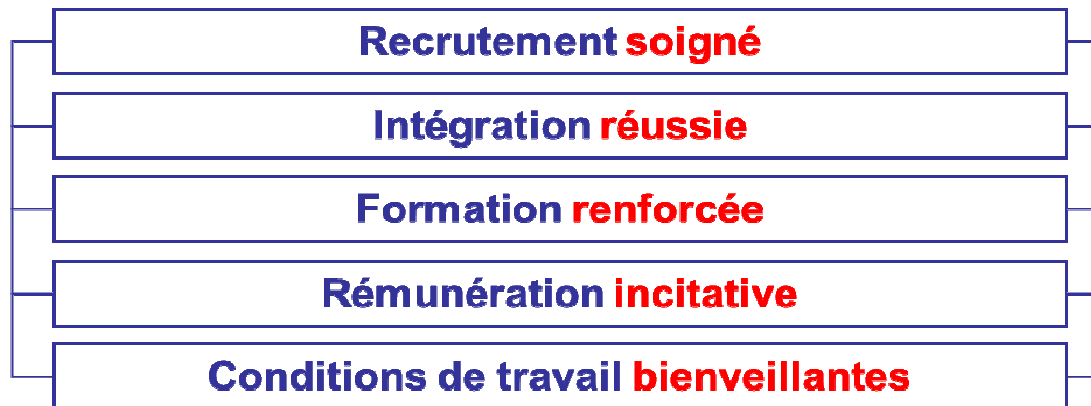 Recrutement soigné
Intégration réussie
Formation renforcée
Rémunération incitative
Conditions de travail bienveillantes